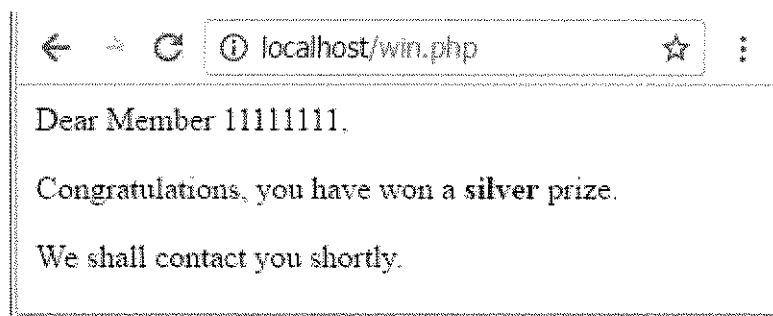 localhost/win.php
Dear Member 11111111,
Congratulations, you have won a silver prize.
We shall contact you shortly.